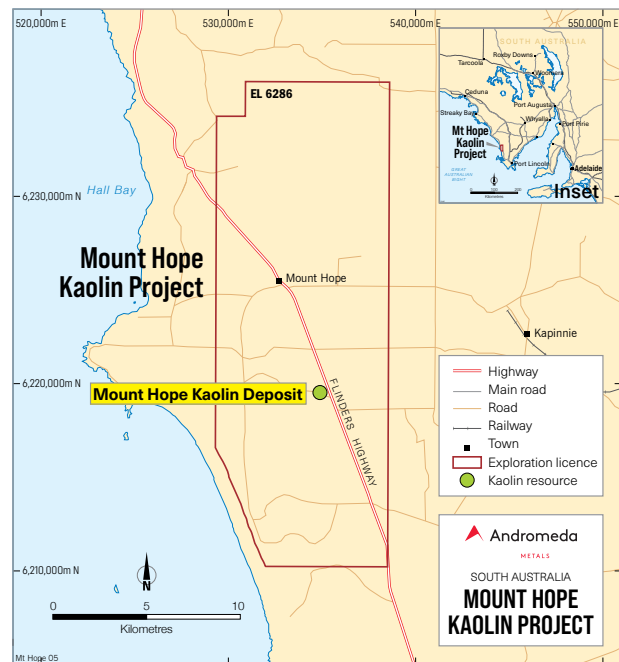 520,000m E
530,000m E
540,000m E
550,000m E
EL 6286
6,230,000m N
Hall Bay
Mount Hope
Kaolin Project
Mount Hope
Kapinnie
6,220,000m N
Mount Hope Kaolin Deposit
FLINDERS HIGHWAY
6,210,000m N
N
0 5 10
Kilometres
Mt Hope 05
SOUTH AUSTRALIA
Roxby Downs
Tarcoola
Woomera
Ceduna
Port Augusta
Streaky Bay
Whyalla
Port Pirie
Mt Hope
Kaolin
Project
Port Lincoln
Adelaide
GREAT
AUSTRALIAN
BIGHT
N
Kilometres
Inset
Highway
Main road
Road
Railway
Town
Exploration licence
Kaolin resource
Andromeda
METALS
SOUTH AUSTRALIA
MOUNT HOPE
KAOLIN PROJECT